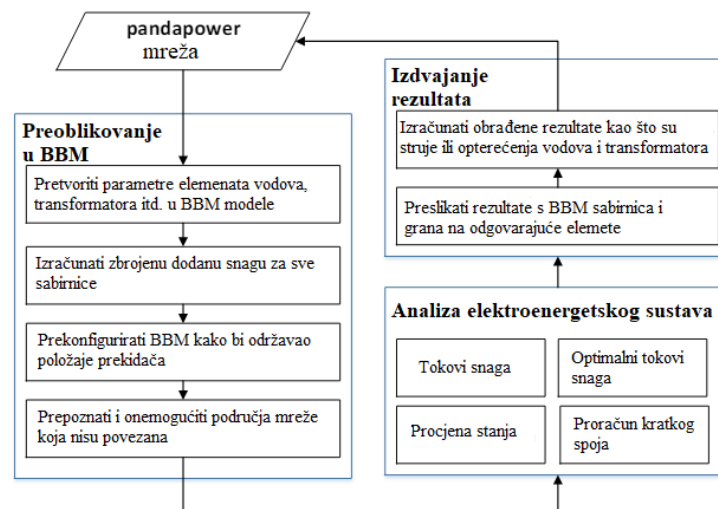 pandapower
mreža
Preoblikovanje
u BBM
Pretvoriti parametre elemenata vodova,
transformatora itd. u BBM modele
Izračunati zbrojenu dodanu snagu za sve
sabirnice
Prekonfigurirati BBM kako bi održavao
položaje prekidača
Prepoznati i onemogućiti područja mreže
koja nisu povezana
Izdvajanje
rezultata
Izračunati obrađene rezultate kao što su
struje ili opterećenja vodova i transformatora
Preslikati rezultate s BBM sabirnica i
grana na odgovarajuće elemete
Analiza elektroenergetskog sustava
Tokovi snaga
Optimalni tokovi
snaga
Procjena stanja
Proračun kratkog
spoja